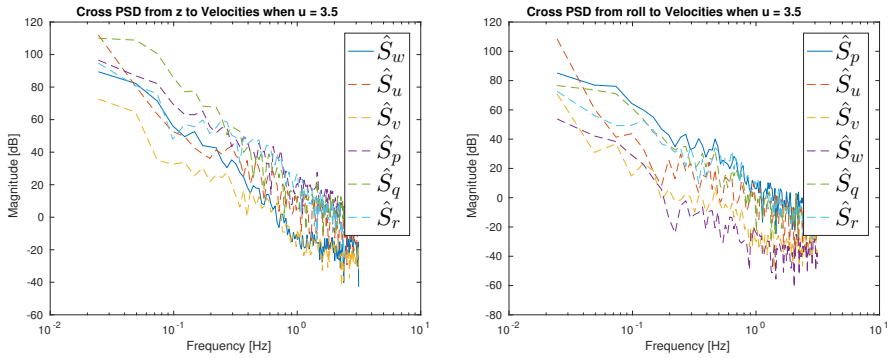 Cross PSD from z to Velocities when u = 3.5
Magnitude [dB]
120
100
80
60
40
20
0
-20
-40
-60
10^-2
10^-1
10^0
10^1
Frequency [Hz]
Ŝ_w
Ŝ_u
Ŝ_v
Ŝ_p
Ŝ_q
Ŝ_r
Cross PSD from roll to Velocities when u = 3.5
Magnitude [dB]
120
100
80
60
40
20
0
-20
-40
-60
-80
10^-2
10^-1
10^0
10^1
Frequency [Hz]
Ŝ_p
Ŝ_u
Ŝ_v
Ŝ_w
Ŝ_q
Ŝ_r